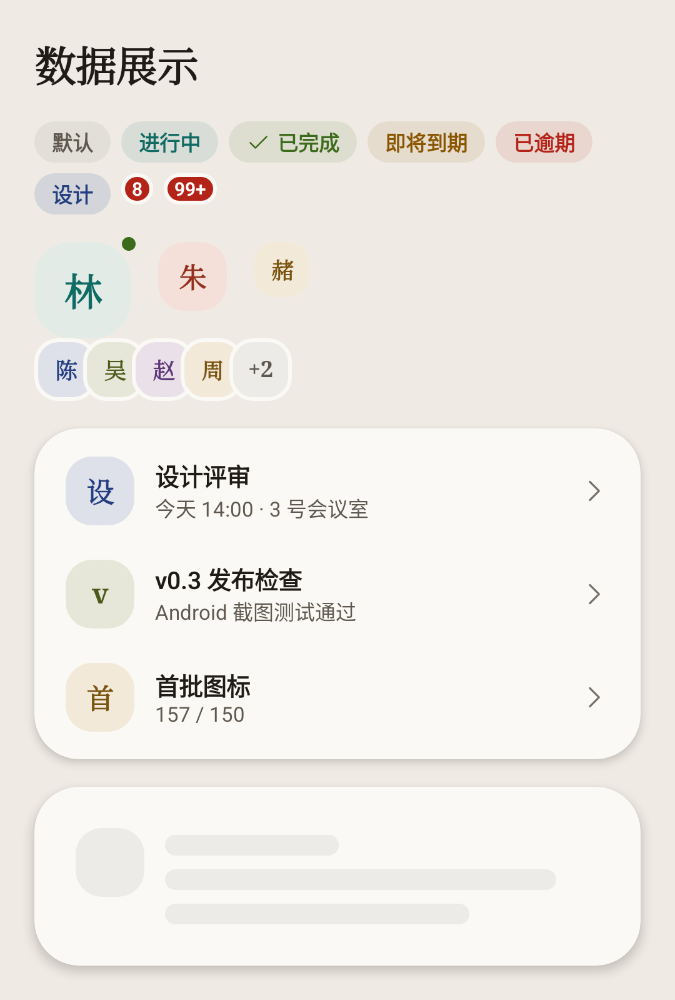 数据展示
默认 进行中 已完成 即将到期 已逾期
设计 8 99+
林 朱 赭
陈 吴 赵 周 +2
设 设计评审
今天 14:00 · 3 号会议室
v v0.3 发布检查
Android 截图测试通过
首 首批图标
157 / 150